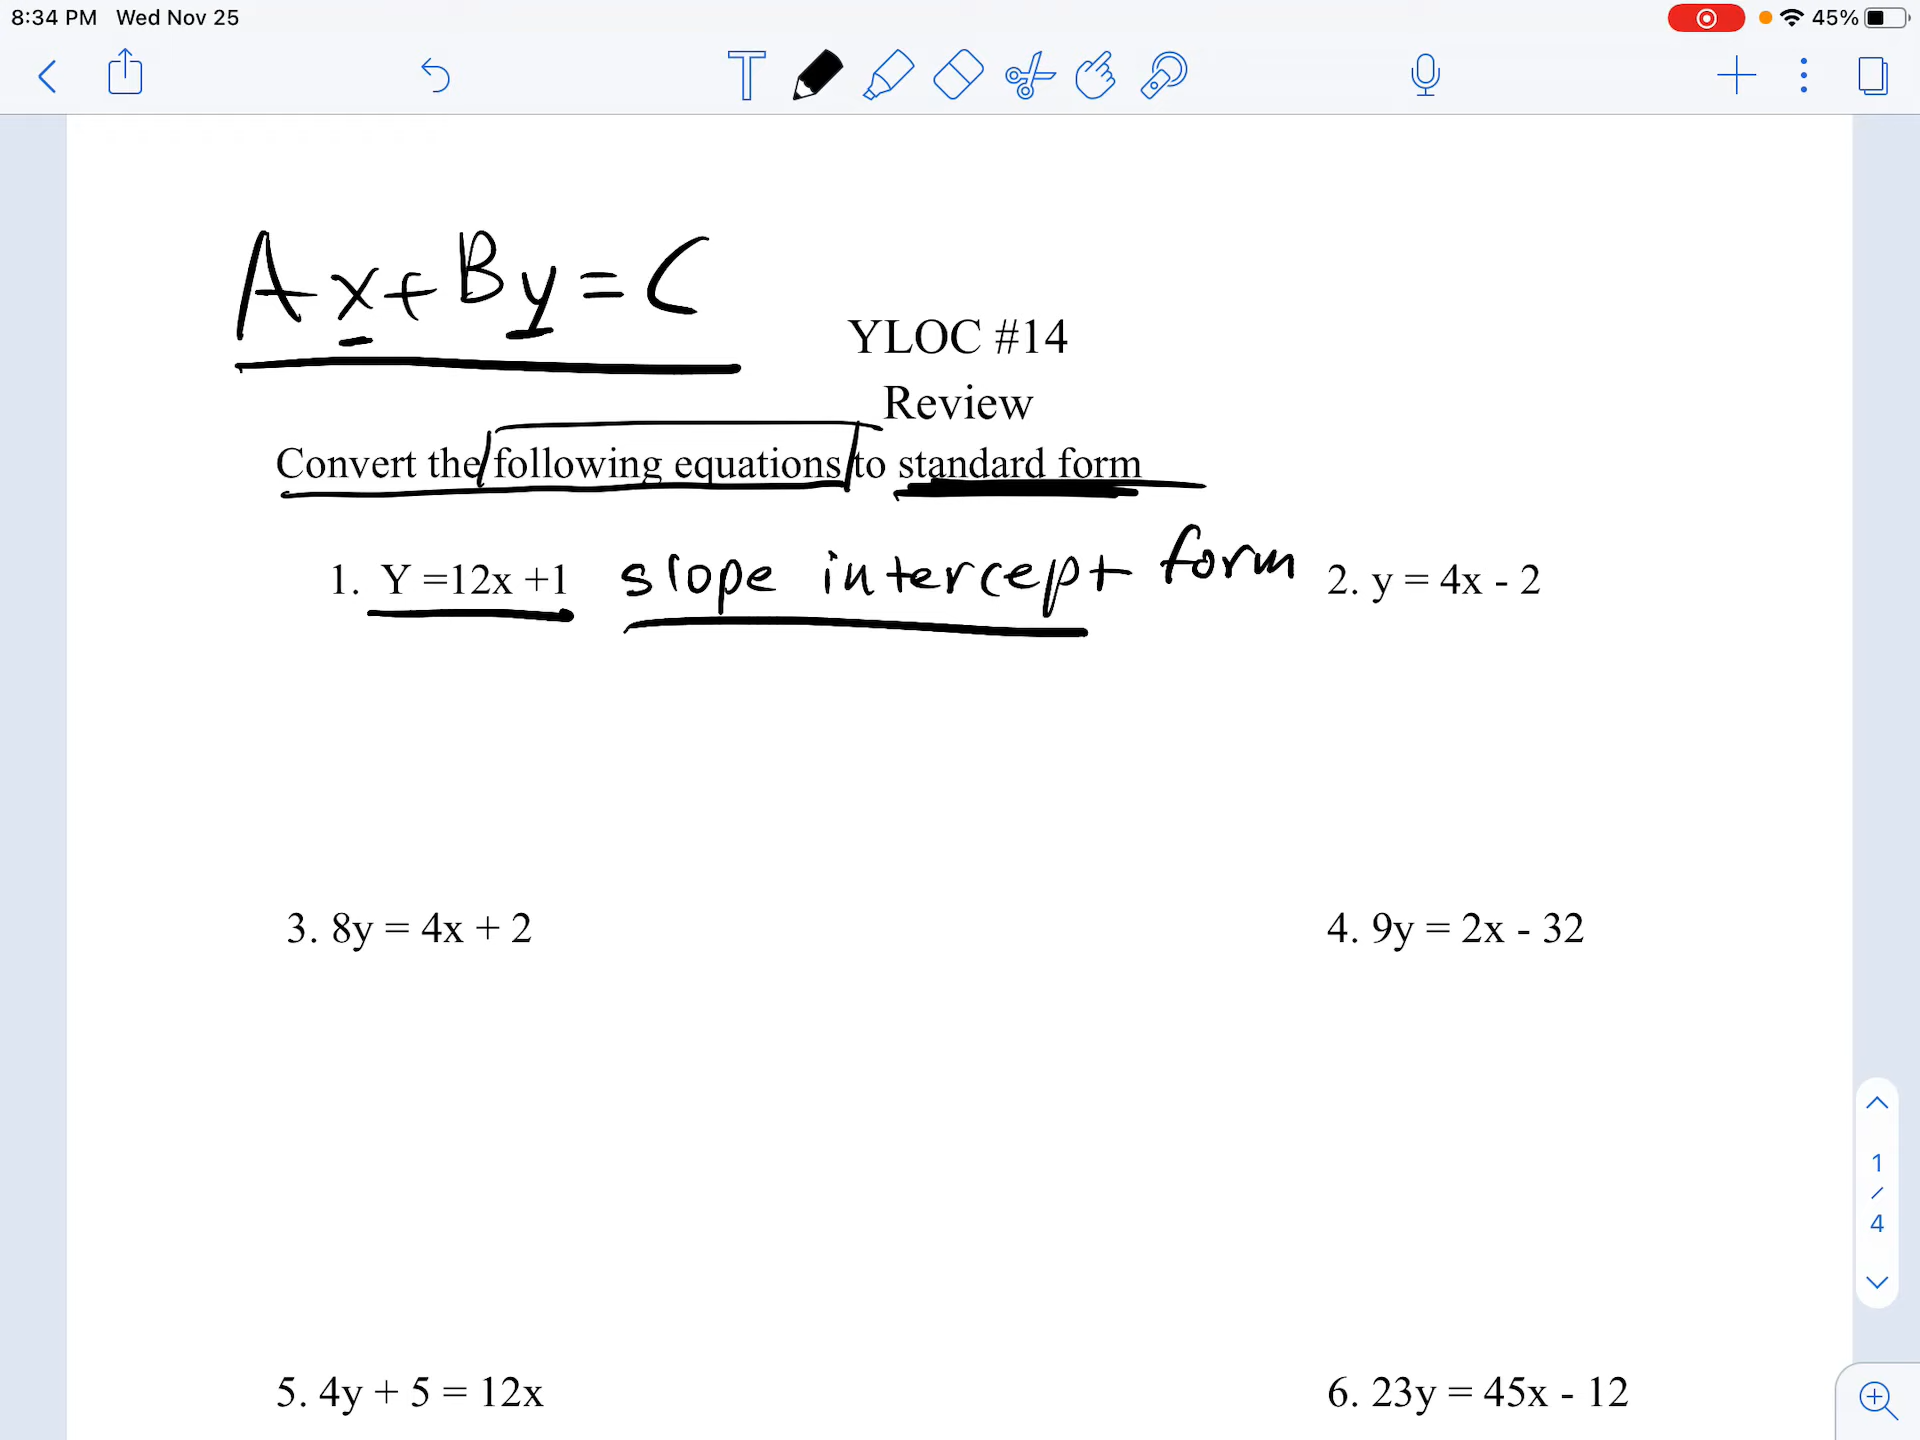 8:34 PM Wed Nov 25 45%
T
Ax+By=C
YLOC #14
Review
Convert the following equations to standard form
1. Y =12x +1 slope intercept form 2. y = 4x - 2
3. 8y = 4x + 2 4. 9y = 2x - 32
1
/
4
5. 4y + 5 = 12x 6. 23y = 45x - 12